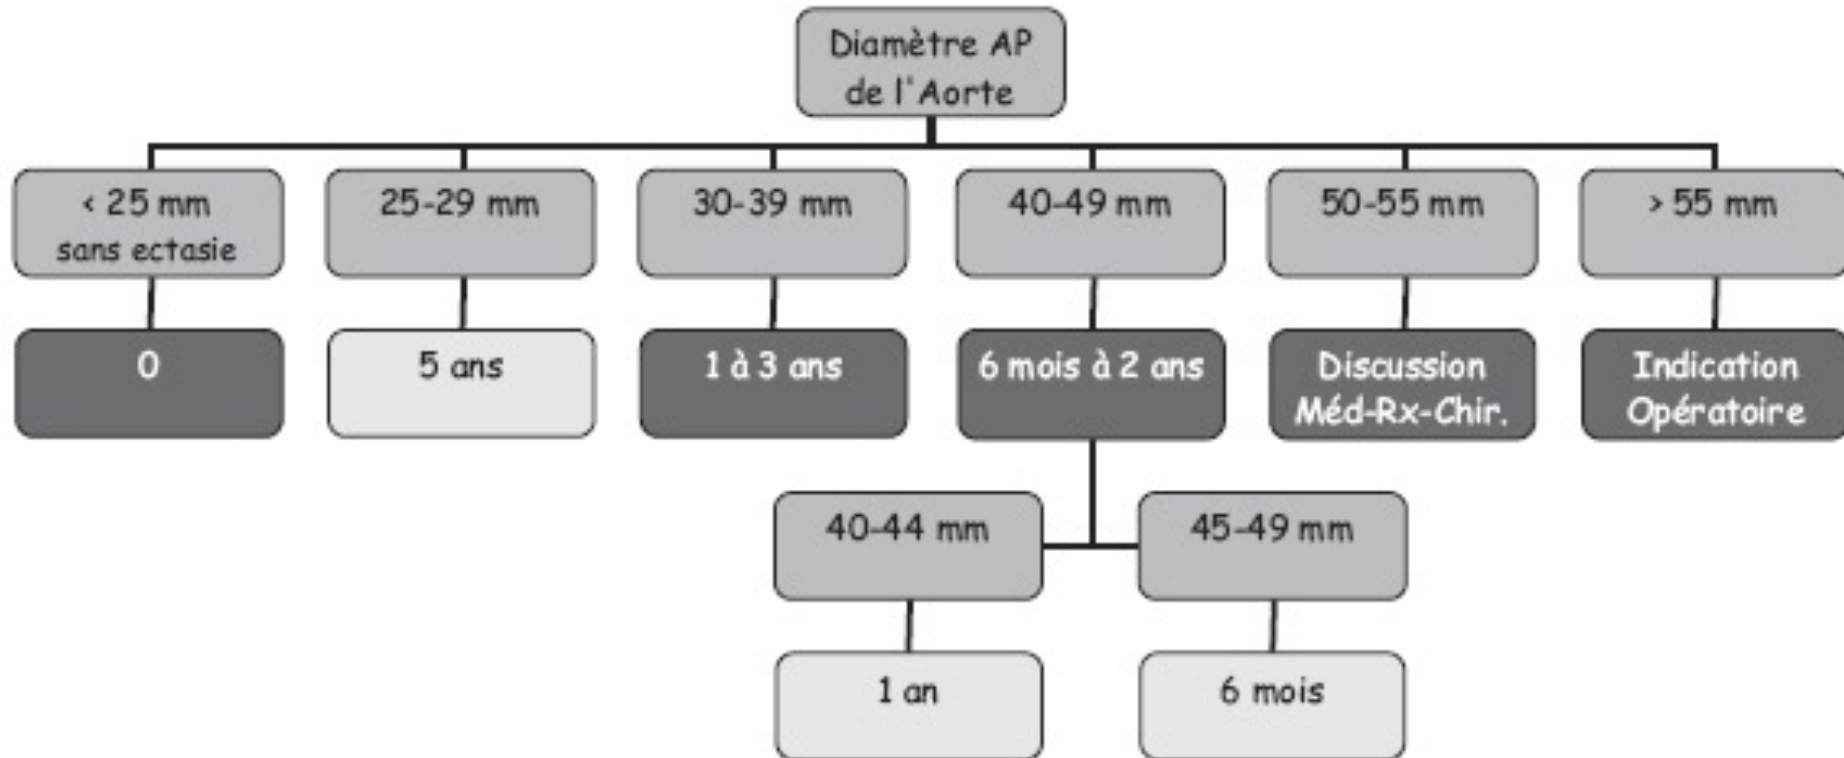 Diamètre AP
de l'Aorte
< 25 mm
sans ectasie
25-29 mm
30-39 mm
40-49 mm
50-55 mm
> 55 mm
0
5 ans
1 à 3 ans
6 mois à 2 ans
Discussion
Méd-Rx-Chir.
Indication
Opératoire
40-44 mm
45-49 mm
1 an
6 mois